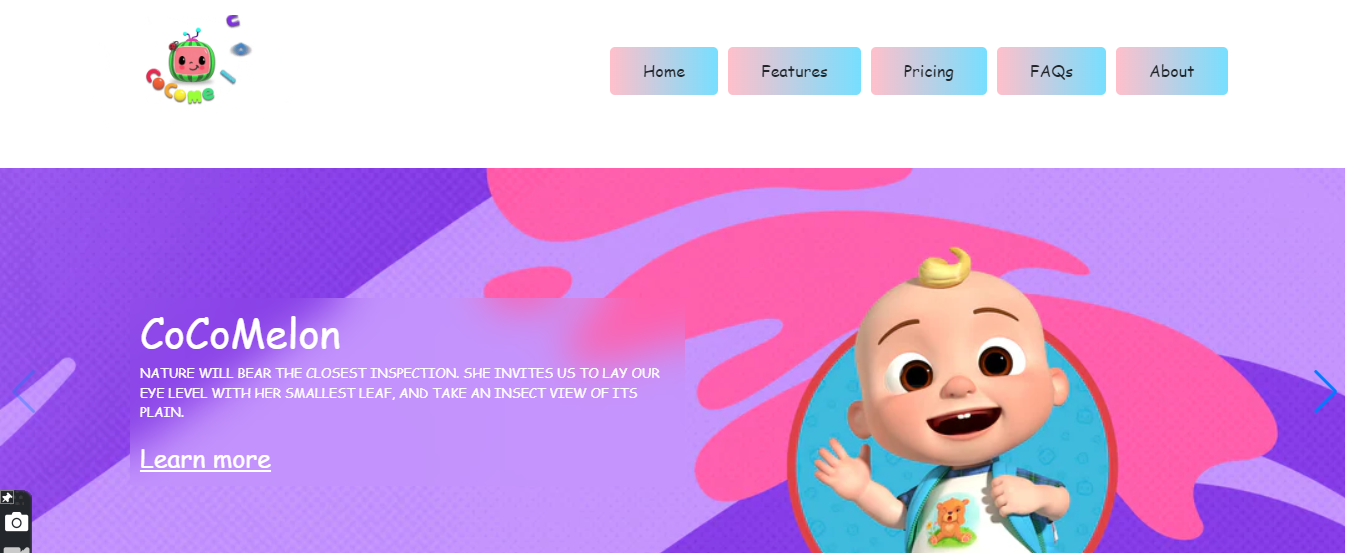 CoCoMe
Home Features Pricing FAQs About
CoCoMelon
NATURE WILL BEAR THE CLOSEST INSPECTION. SHE INVITES US TO LAY OUR
EYE LEVEL WITH HER SMALLEST LEAF, AND TAKE AN INSECT VIEW OF ITS
PLAIN.
Learn more